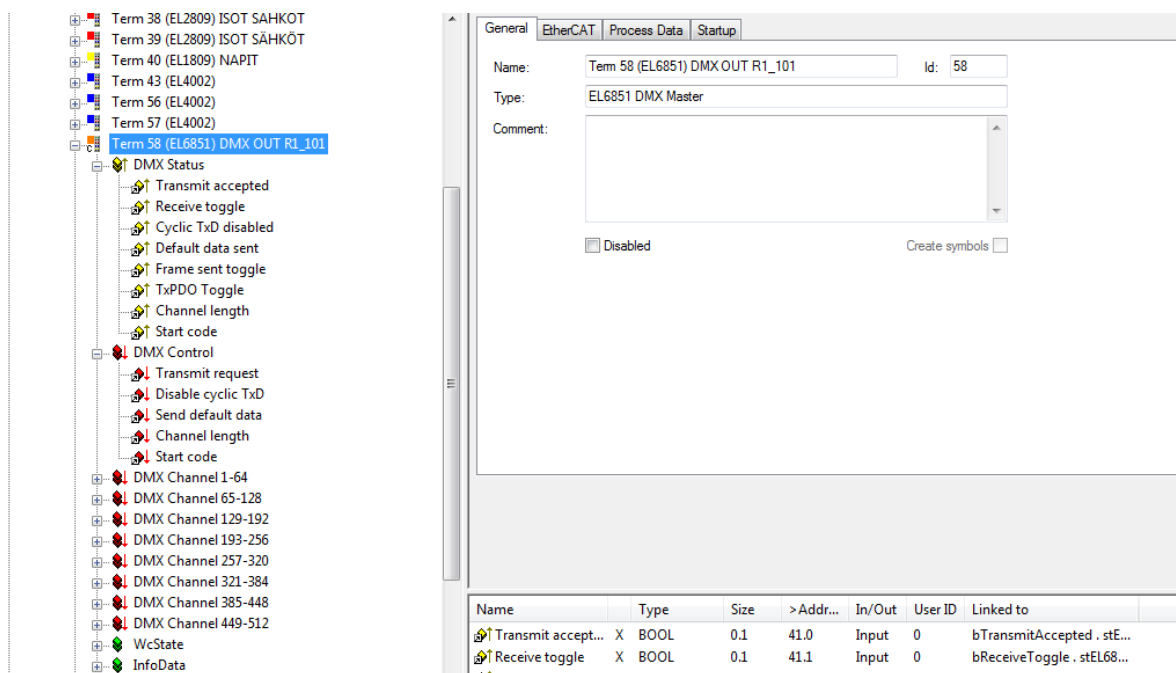 Term 38 (EL2809) ISOT SAHKOT
Term 39 (EL2809) ISOT SÄHKÖT
Term 40 (EL1809) NAPIT
Term 43 (EL4002)
Term 56 (EL4002)
Term 57 (EL4002)
Term 58 (EL6851) DMX OUT R1_101
DMX Status
Transmit accepted
Receive toggle
Cyclic TxD disabled
Default data sent
Frame sent toggle
TxPDO Toggle
Channel length
Start code
DMX Control
Transmit request
Disable cyclic TxD
Send default data
Channel length
Start code
DMX Channel 1-64
DMX Channel 65-128
DMX Channel 129-192
DMX Channel 193-256
DMX Channel 257-320
DMX Channel 321-384
DMX Channel 385-448
DMX Channel 449-512
WcState
InfoData
General EtherCAT Process Data Startup
Name: Term 58 (EL6851) DMX OUT R1_101 Id: 58
Type: EL6851 DMX Master
Comment:
Disabled Create symbols
Name Type Size >Addr... In/Out User ID Linked to
Transmit accept... X BOOL 0.1 41.0 Input 0 bTransmitAccepted . stE...
Receive toggle X BOOL 0.1 41.1 Input 0 bReceiveToggle . stEL68...